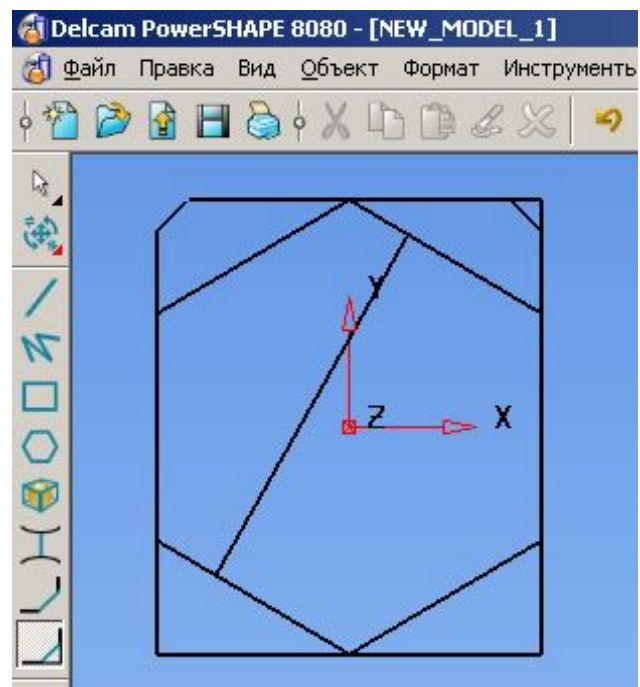 Delcam PowerSHAPE 8080 - [NEW_MODEL_1]
Файл Правка Вид Объект Формат Инструменть
Y
Z X